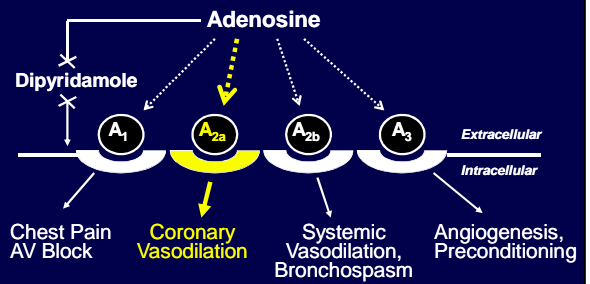 Adenosine
Dipyridamole
A1 A2a A2b A3
Extracellular
Intracellular
Chest Pain
AV Block
Coronary
Vasodilation
Systemic
Vasodilation,
Bronchospasm
Angiogenesis,
Preconditioning